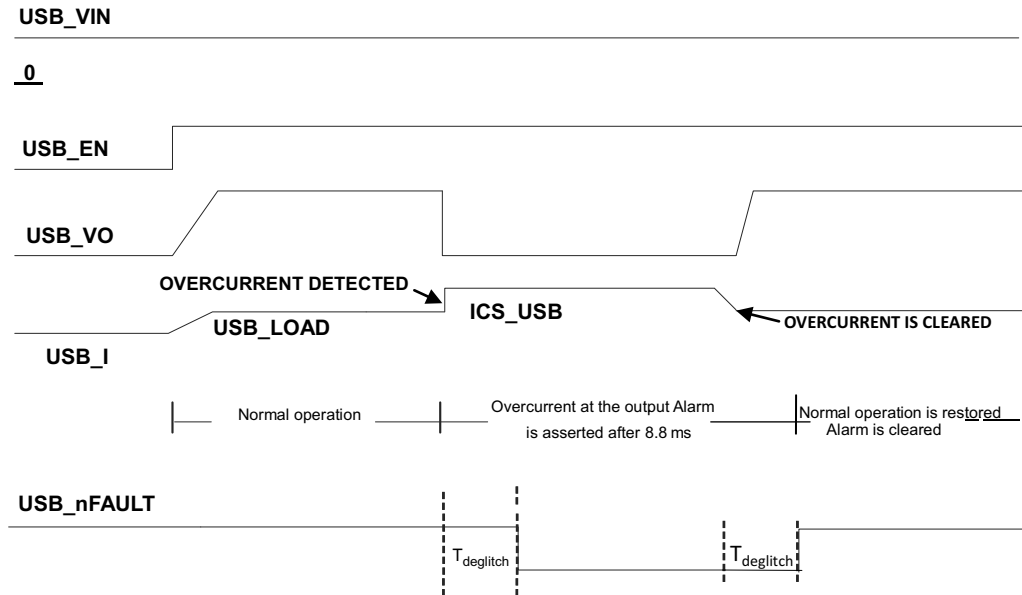 USB_VIN
0
USB_EN
USB_VO
OVERCURRENT DETECTED
ICS_USB
USB_LOAD
OVERCURRENT IS CLEARED
USB_I
Normal operation
Overcurrent at the output Alarm
is asserted after 8.8 ms
Normal operation is restored
Alarm is cleared
USB_nFAULT
Tdeglitch
Tdeglitch